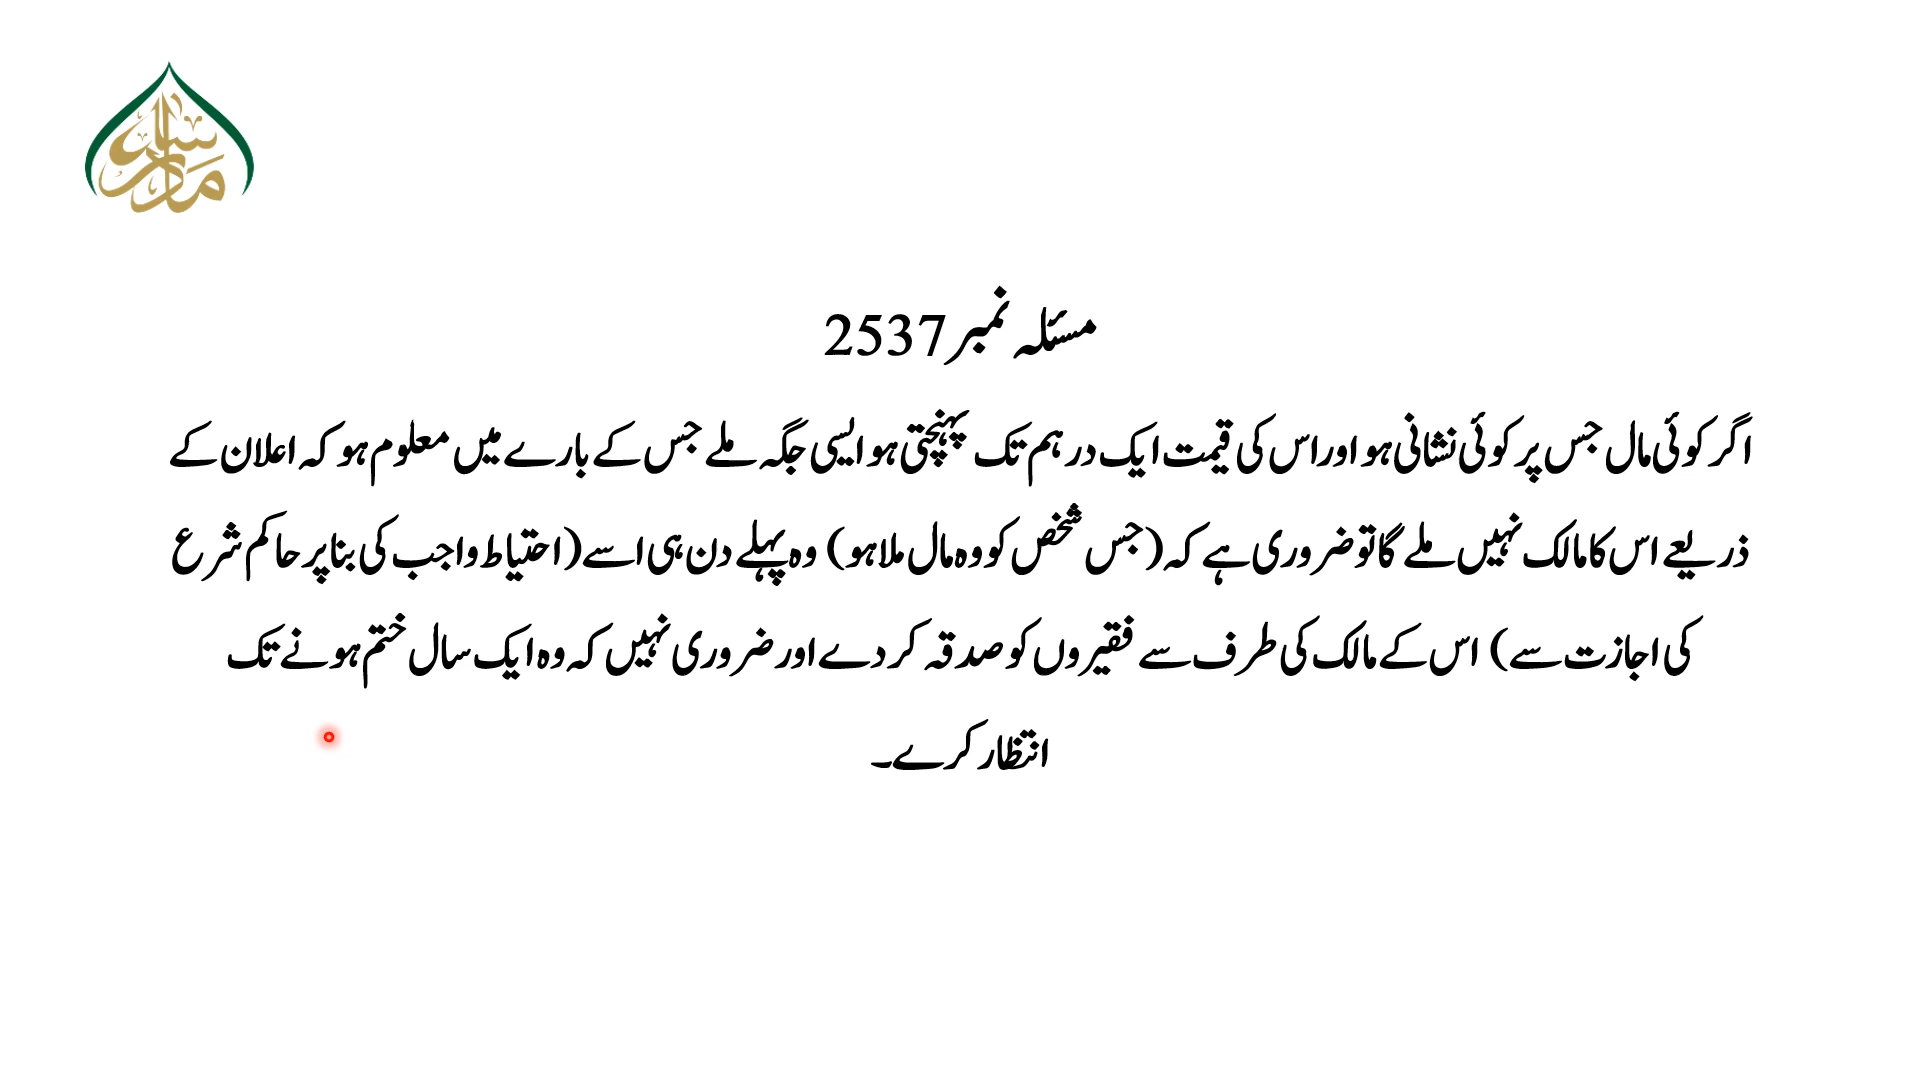 مسئلہ نمبر 2537
اگر کوئی مال جس پر کوئی نشانی ہو اور اس کی قیمت ایک درہم تک پہنچتی ہو ایسی جگہ ملے جس کے بارے میں معلوم ہو کہ اعلان کے
ذریعے اس کا مالک نہیں ملے گا تو ضروری ہے کہ (جس شخص کو وہ مال ملا ہو) وہ پہلے دن ہی اسے (احتیاط واجب کی بنا پر حاکم شرع
کی اجازت سے) اس کے مالک کی طرف سے فقیروں کو صدقہ کر دے اور ضروری نہیں کہ وہ ایک سال ختم ہونے تک
انتظار کرے۔